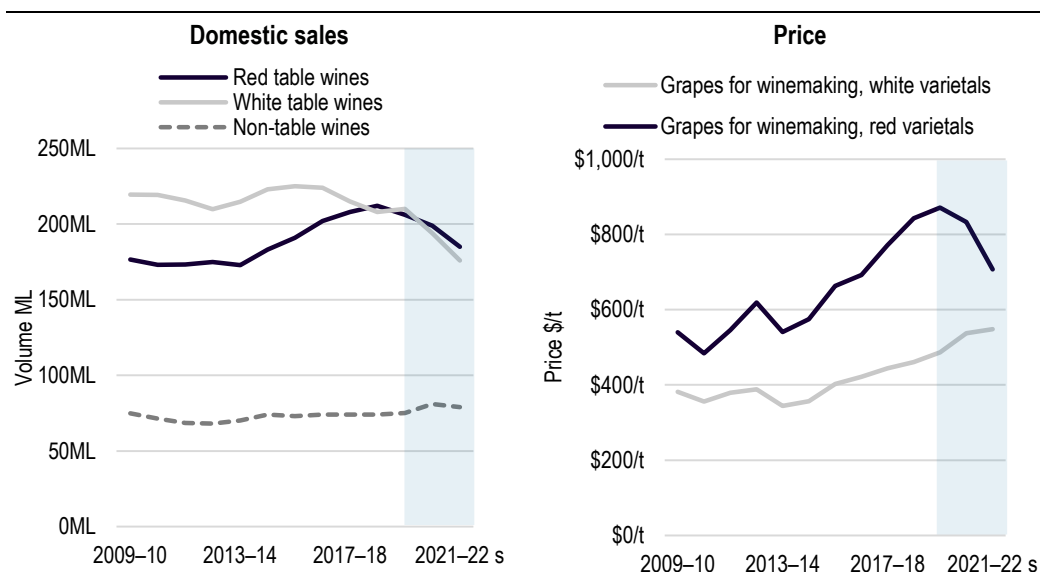 Domestic sales
Red table wines
White table wines
Non-table wines
250ML
200ML
150ML
100ML
50ML
0ML
Volume ML
2009–10 2013–14 2017–18 2021–22 s
Price
Grapes for winemaking, white varietals
Grapes for winemaking, red varietals
$1,000/t
$800/t
$600/t
$400/t
$200/t
$0/t
Price $/t
2009–10 2013–14 2017–18 2021–22 s